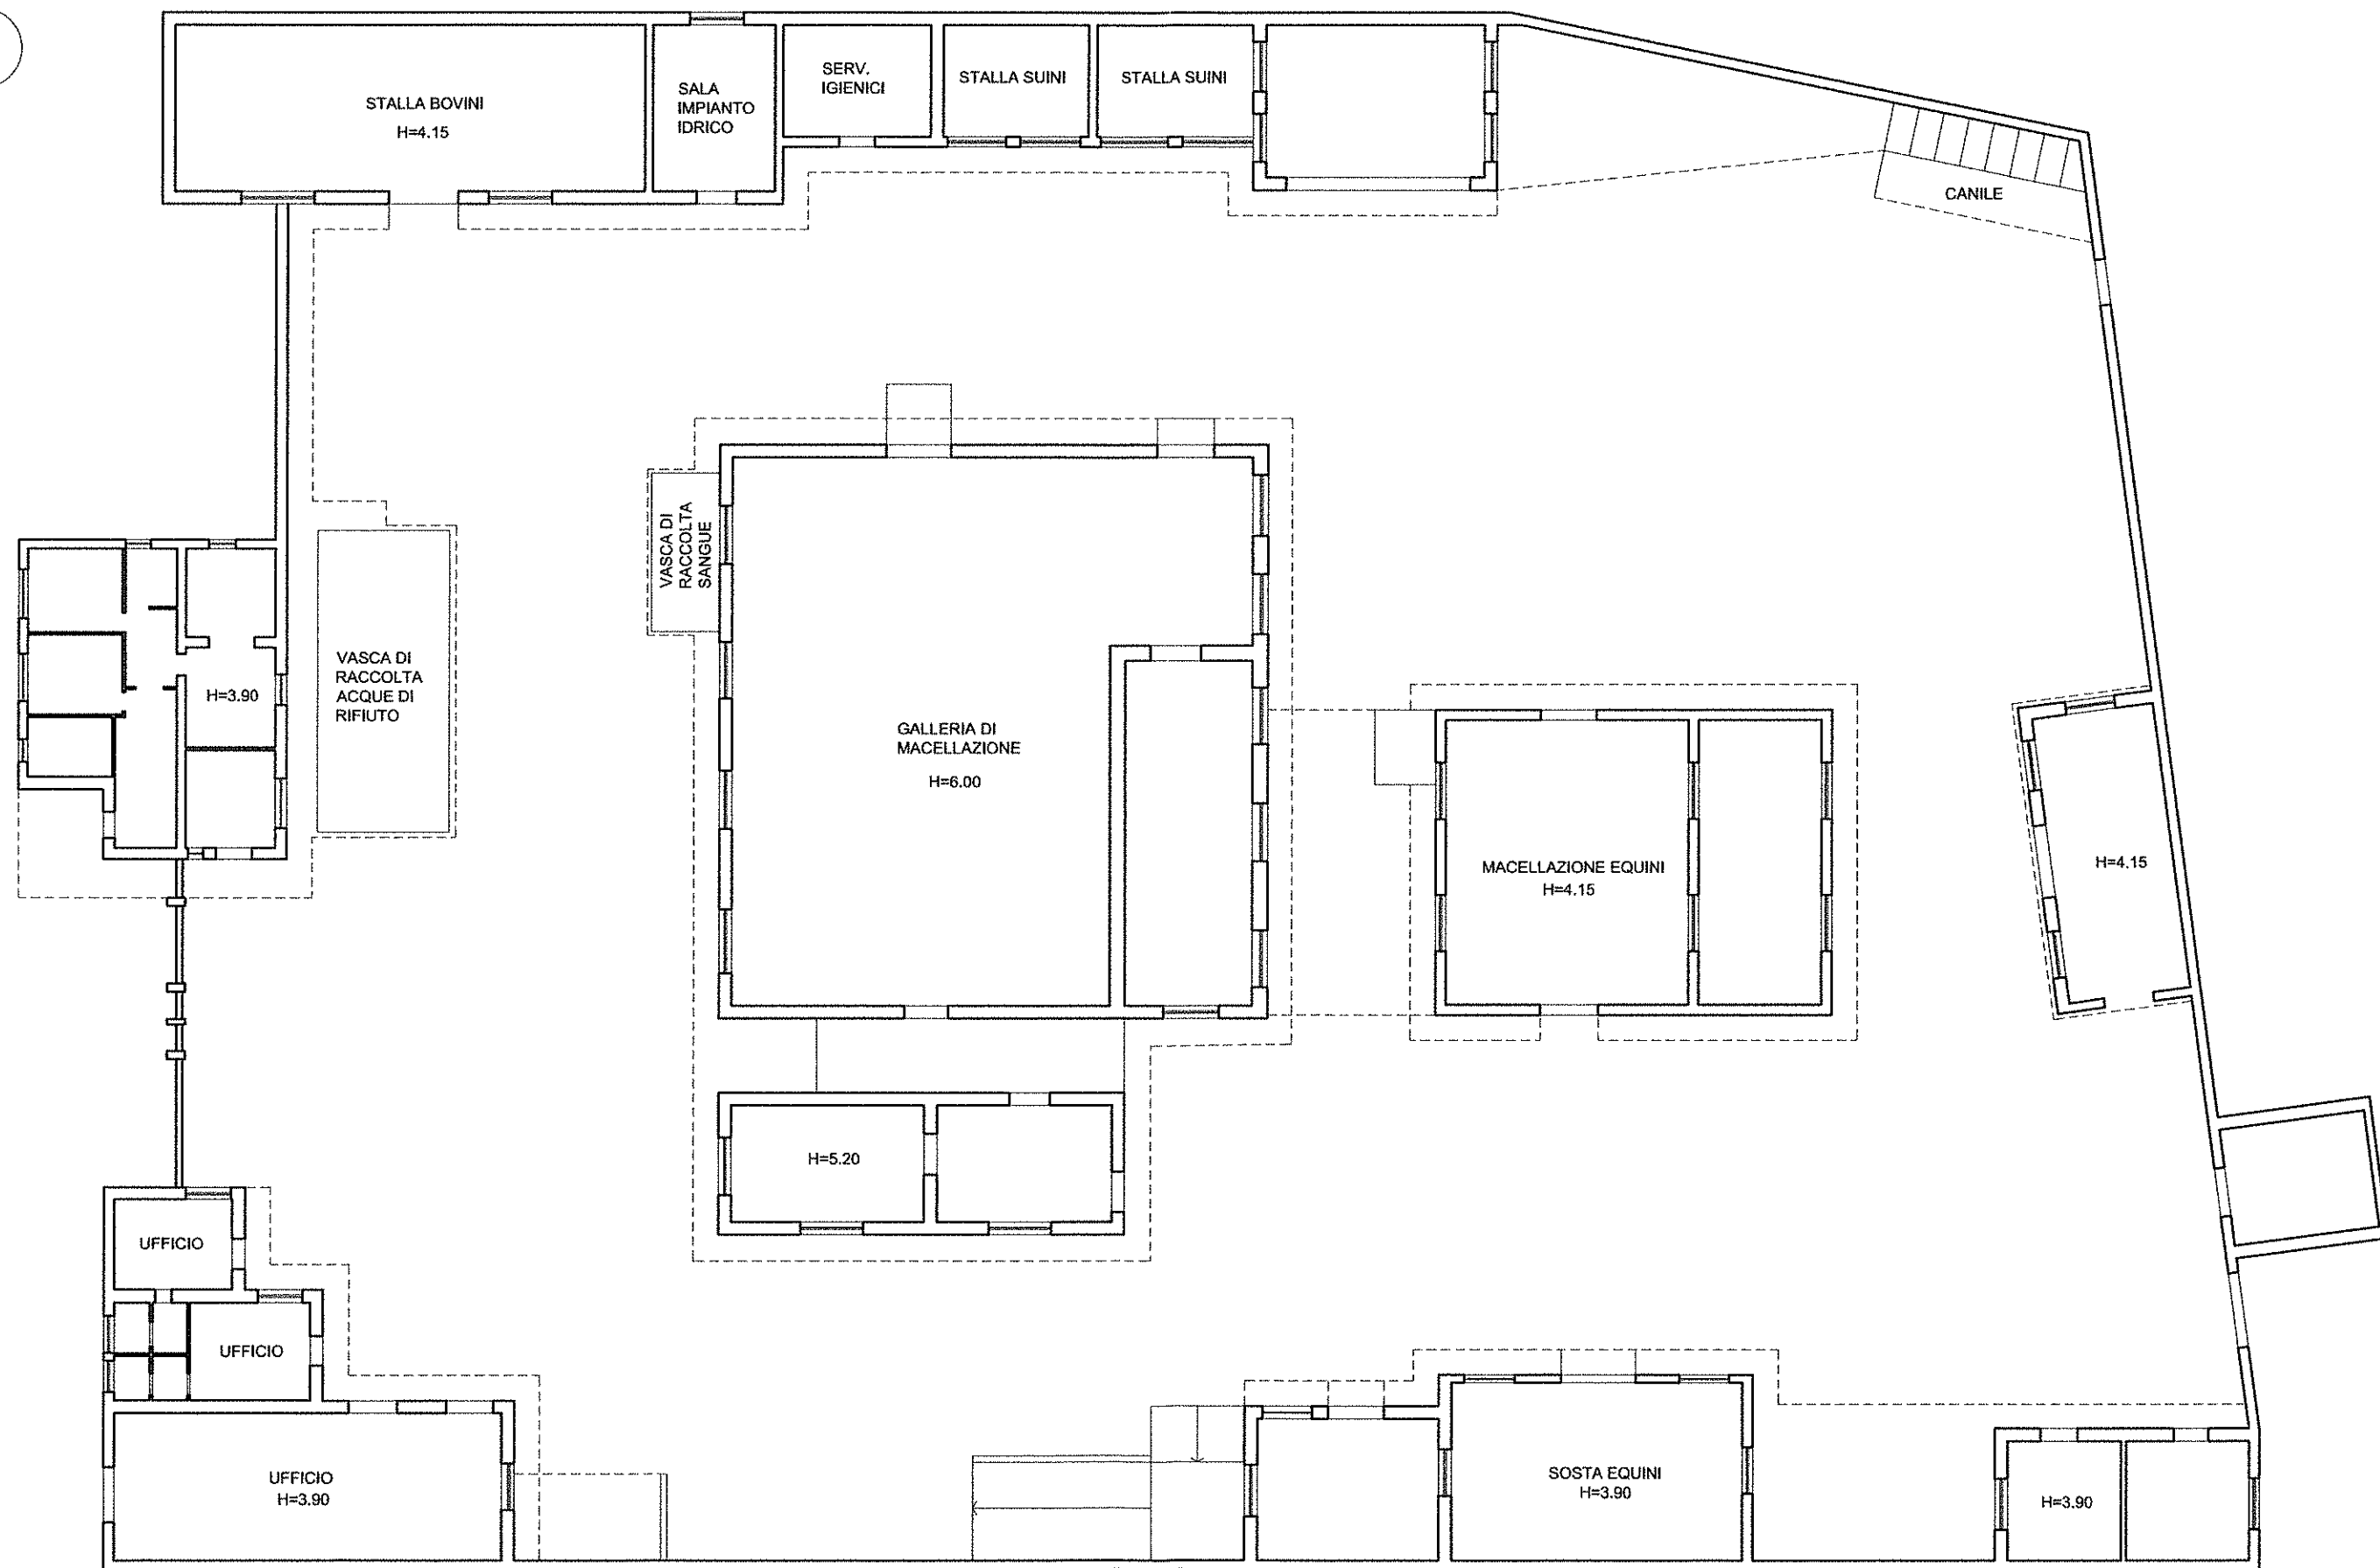 STALLA BOVINI
H=4.15
SALA
IMPIANTO
IDRICO
SERV.
IGIENICI
STALLA SUINI
STALLA SUINI
CANILE
VASCA DI
RACCOLTA
SANGUE
VASCA DI
RACCOLTA
ACQUE DI
RIFIUTO
H=3.90
GALLERIA DI
MACELLAZIONE
H=6.00
MACELLAZIONE EQUINI
H=4.15
H=4.15
H=5.20
UFFICIO
UFFICIO
UFFICIO
H=3.90
SOSTA EQUINI
H=3.90
H=3.90